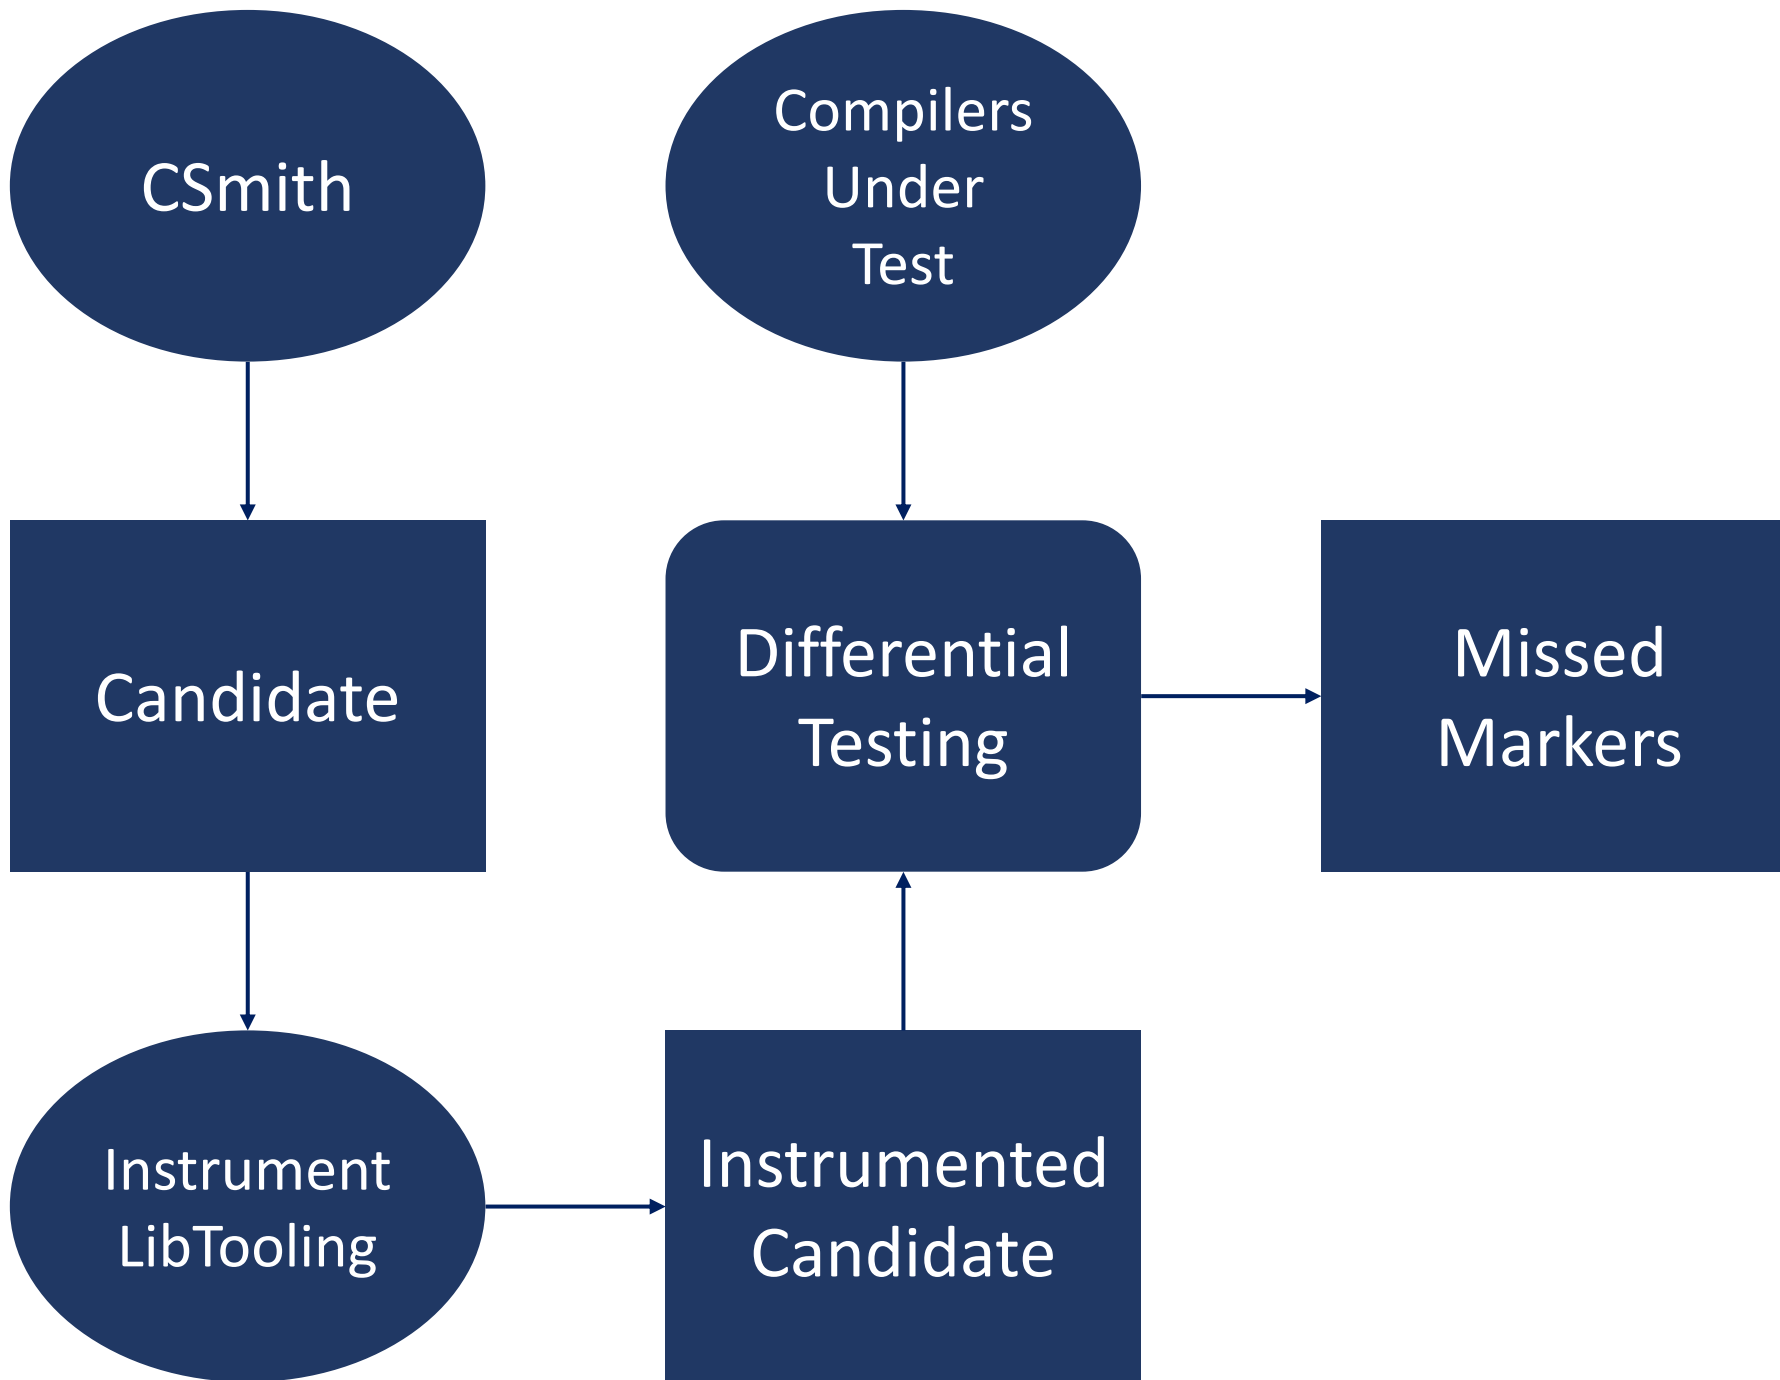 CSmith
Compilers
Under
Test
Candidate
Differential
Testing
Missed
Markers
Instrument
LibTooling
Instrumented
Candidate